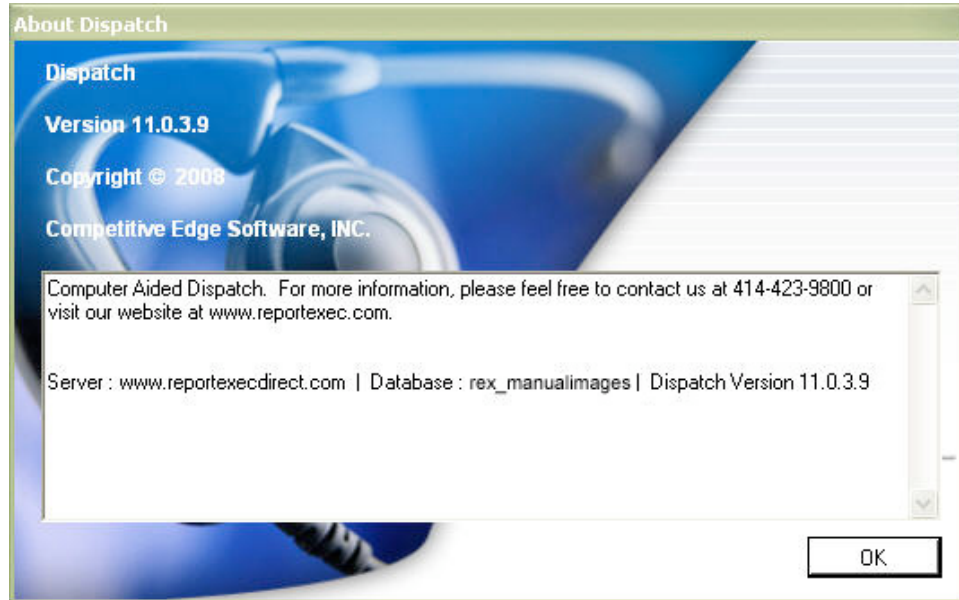 About Dispatch
Dispatch
Version 11.0.3.9
Copyright © 2008
Competitive Edge Software, INC.
Computer Aided Dispatch.  For more information, please feel free to contact us at 414-423-9800 or
visit our website at www.reportexec.com.
Server : www.reportexecdirect.com  |  Database : rex_manualimages |  Dispatch Version 11.0.3.9
OK